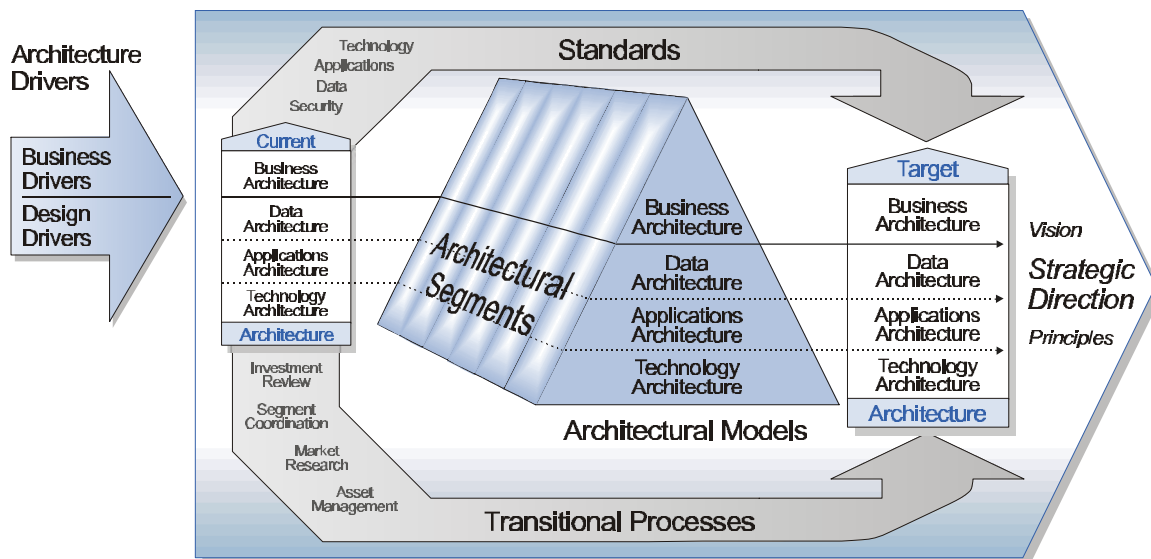 Architecture
Drivers
Business
Drivers
Design
Drivers
Technology
Applications
Data
Security
Standards
Current
Business
Architecture
Data
Architecture
Applications
Architecture
Technology
Architecture
Architecture
Investment
Review
Segment
Coordination
Market
Research
Asset
Management
Architectural
Segments
Business
Architecture
Data
Architecture
Applications
Architecture
Technology
Architecture
Architectural Models
Transitional Processes
Target
Business
Architecture
Data
Architecture
Applications
Architecture
Technology
Architecture
Architecture
Vision
Strategic
Direction
Principles